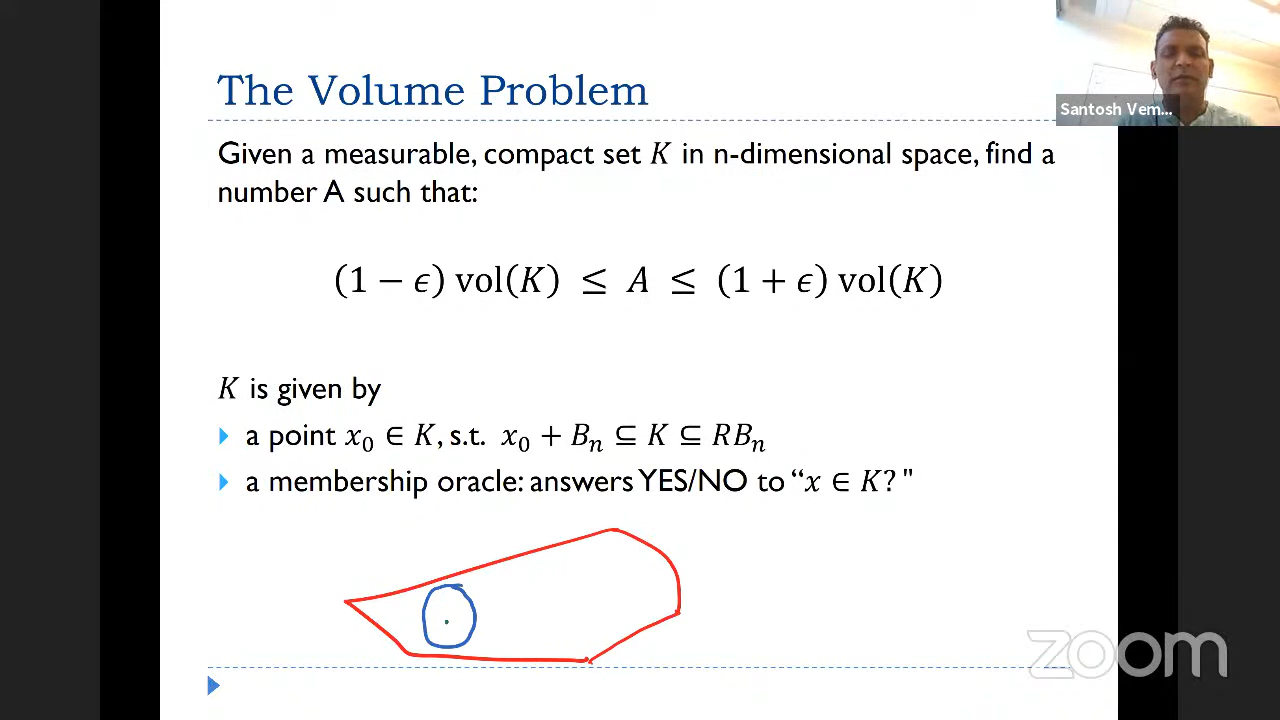 The Volume Problem
Santosh Vem...
Given a measurable, compact set K in n-dimensional space, find a
number A such that:
(1 − ϵ) vol(K) ≤ A ≤ (1 + ϵ) vol(K)
K is given by
a point x₀ ∈ K, s.t. x₀ + Bₙ ⊆ K ⊆ RBₙ
a membership oracle: answers YES/NO to “x ∈ K? "
zoom